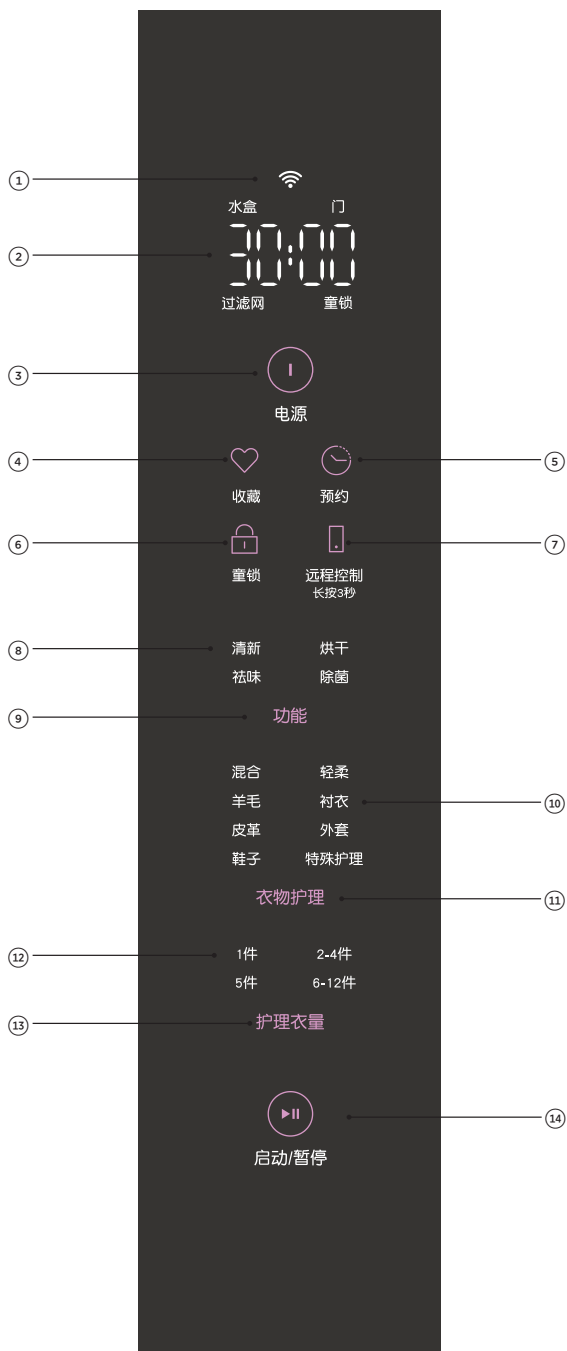 1
水盒 门
2 30:00
过滤网 童锁
3
电源
4 5
收藏 预约
6 7
童锁 远程控制
长按3秒
8 清新 烘干
祛味 除菌
9 功能
混合 轻柔
羊毛 衬衣 10
皮革 外套
鞋子 特殊护理
衣物护理 11
12 1件 2-4件
5件 6-12件
13 护理衣量
14
启动/暂停